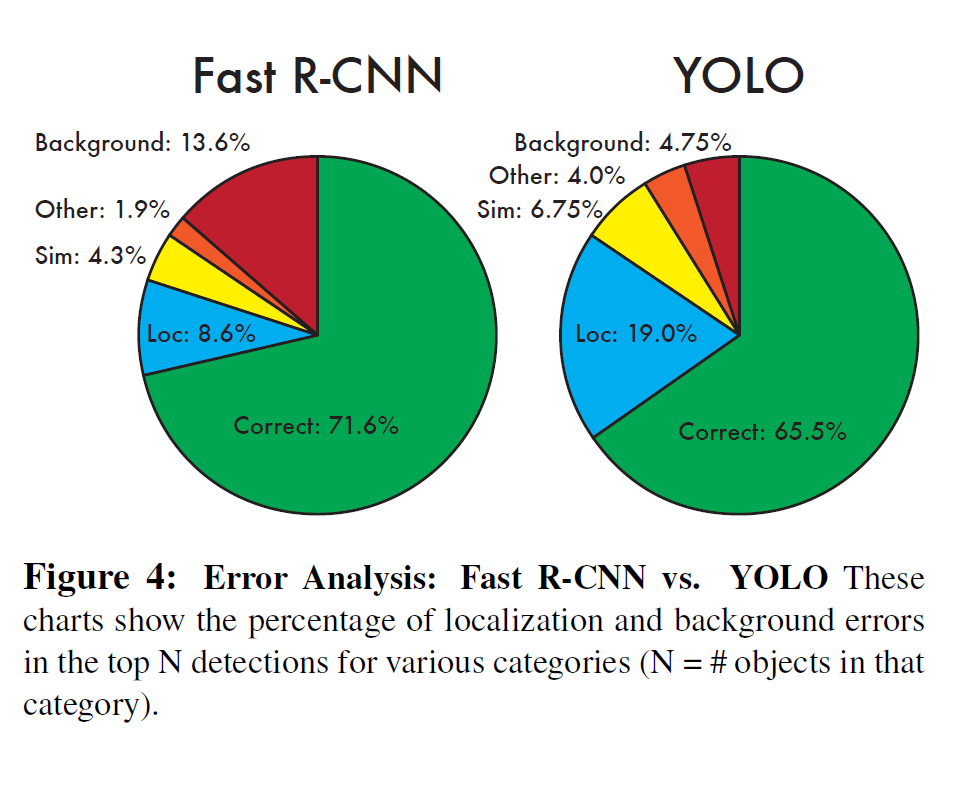 Fast R-CNN
Background: 13.6%
Other: 1.9%
Sim: 4.3%
Loc: 8.6%
Correct: 71.6%
YOLO
Background: 4.75%
Other: 4.0%
Sim: 6.75%
Loc: 19.0%
Correct: 65.5%
Figure 4: Error Analysis: Fast R-CNN vs. YOLO These
charts show the percentage of localization and background errors
in the top N detections for various categories (N = # objects in that
category).